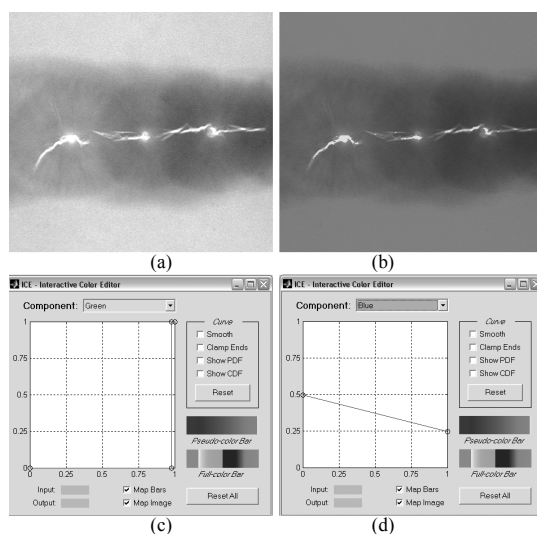 (a)
(b)
ICE - Interactive Color Editor
Component: Green
1
0.75
0.5
0.25
0
0
0.25
0.5
0.75
1
Curve
Smooth
Clamp Ends
Show PDF
Show CDF
Reset
Pseudo-color Bar
Full-color Bar
Input:
Output:
Map Bars
Map Image
Reset All
(c)
ICE - Interactive Color Editor
Component: Blue
1
0.75
0.5
0.25
0
0
0.25
0.5
0.75
1
Curve
Smooth
Clamp Ends
Show PDF
Show CDF
Reset
Pseudo-color Bar
Full-color Bar
Input:
Output:
Map Bars
Map Image
Reset All
(d)